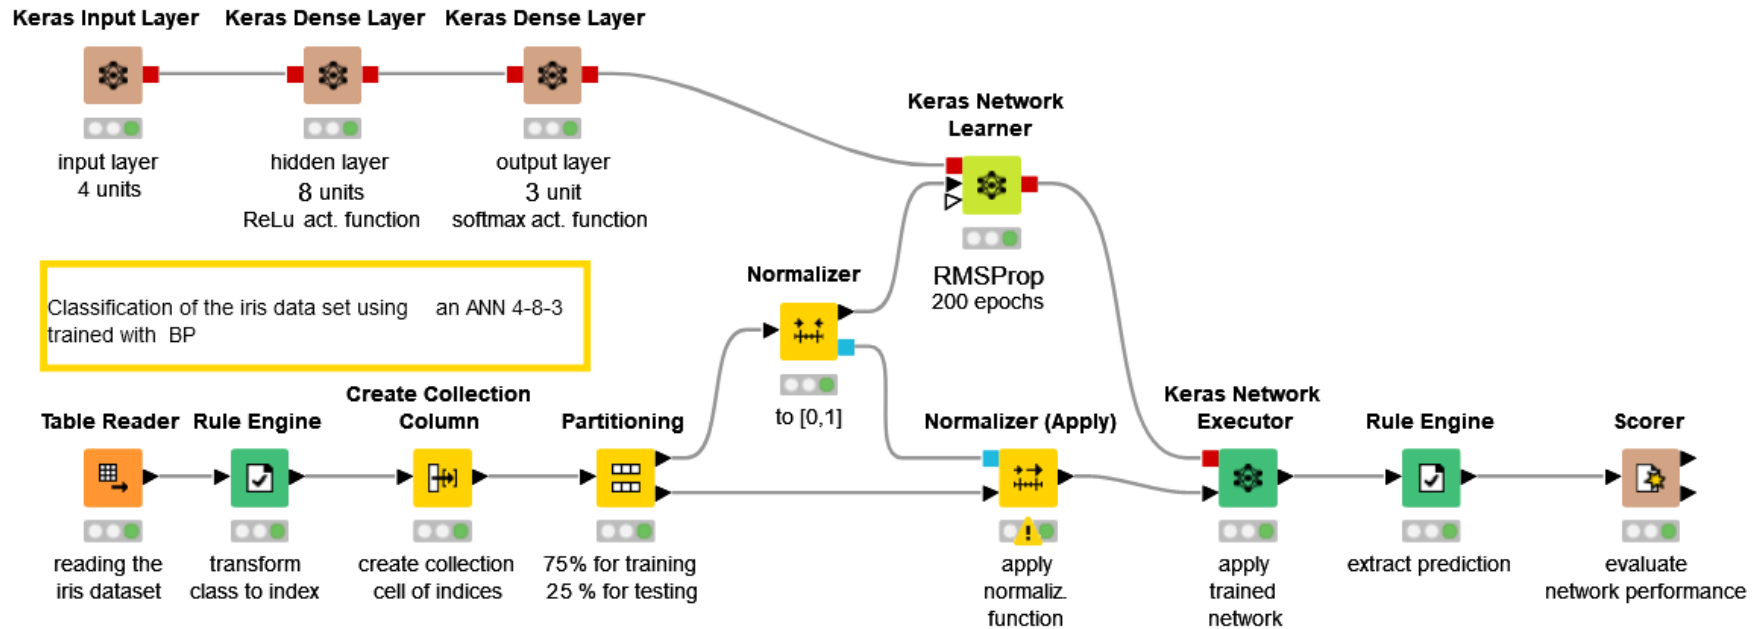 Keras Input Layer
Keras Dense Layer
Keras Dense Layer
input layer
4 units
hidden layer
8 units
ReLu act. function
output layer
3 unit
softmax act. function
Keras Network
Learner
RMSProp
200 epochs
Classification of the iris data set using an ANN 4-8-3
trained with BP
Normalizer
to [0,1]
Table Reader
reading the
iris dataset
Rule Engine
transform
class to index
Create Collection
Column
create collection
cell of indices
Partitioning
75% for training
25 % for testing
Normalizer (Apply)
apply
normaliz.
function
Keras Network
Executor
apply
trained
network
Rule Engine
extract prediction
Scorer
evaluate
network performance